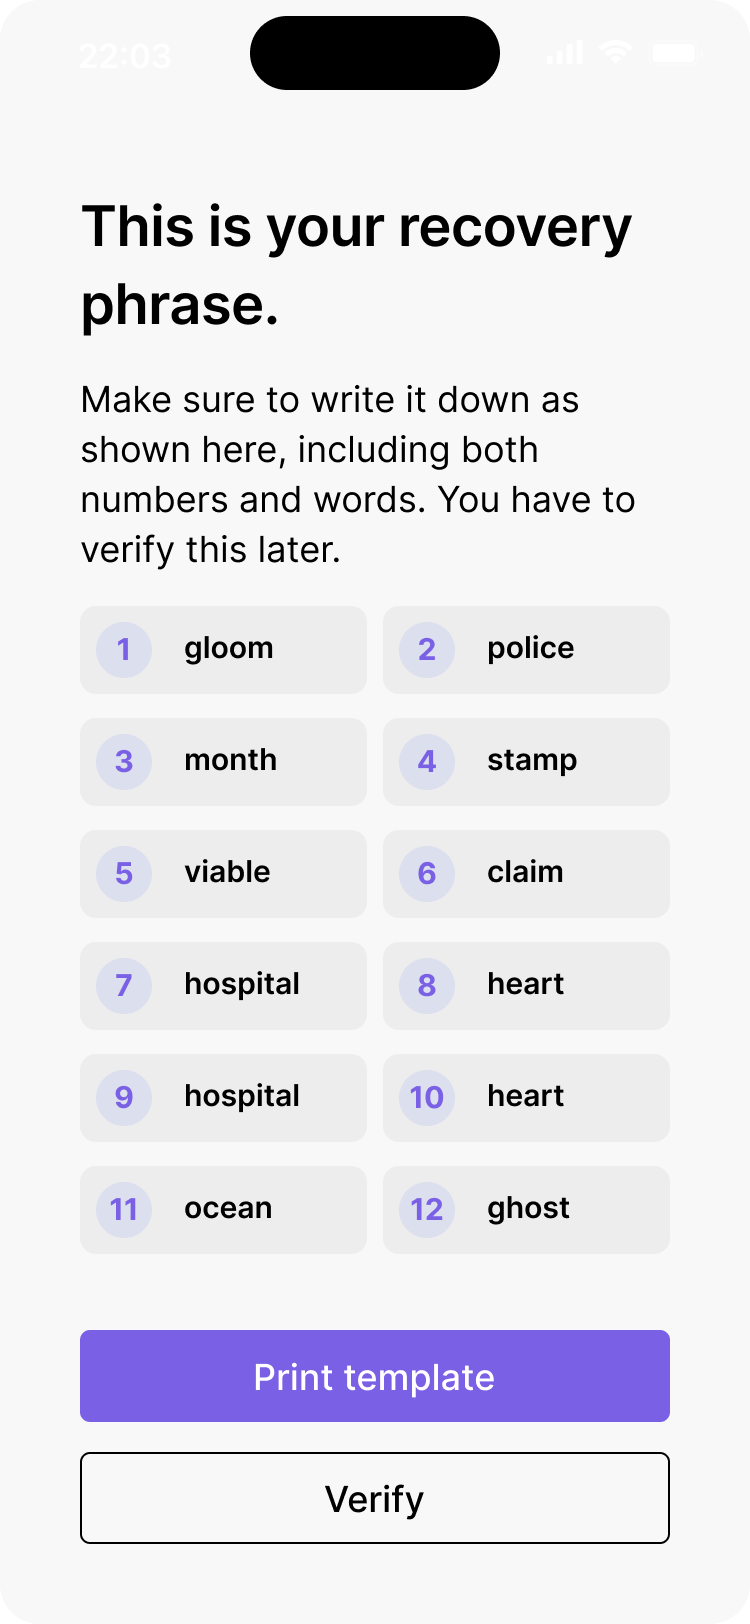 22:03
This is your recovery
phrase.
Make sure to write it down as
shown here, including both
numbers and words. You have to
verify this later.
1 gloom
2 police
3 month
4 stamp
5 viable
6 claim
7 hospital
8 heart
9 hospital
10 heart
11 ocean
12 ghost
Print template
Verify